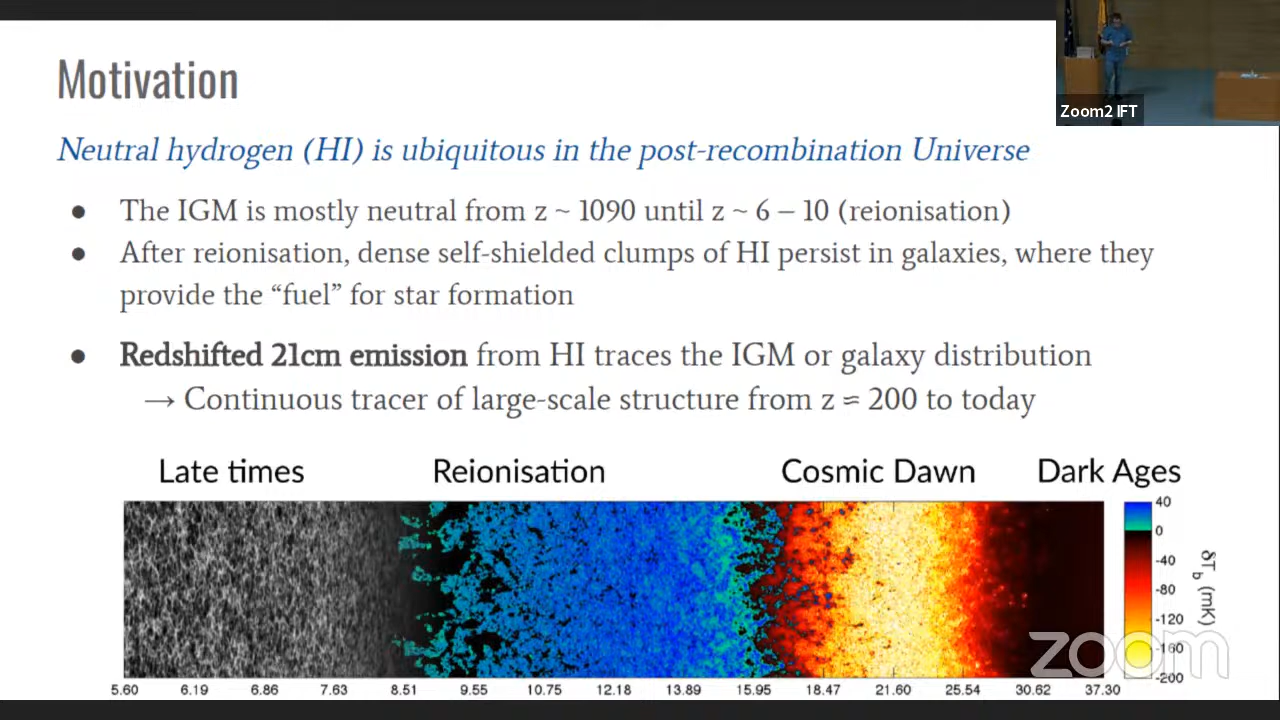 Motivation
Zoom2 IFT
Neutral hydrogen (HI) is ubiquitous in the post-recombination Universe
● The IGM is mostly neutral from z ~ 1090 until z ~ 6 – 10 (reionisation)
● After reionisation, dense self-shielded clumps of HI persist in galaxies, where they
provide the “fuel” for star formation
● Redshifted 21cm emission from HI traces the IGM or galaxy distribution
→ Continuous tracer of large-scale structure from z ≈ 200 to today
Late times Reionisation Cosmic Dawn Dark Ages
40
0
-40
-80
-120
-160
-200
δTb (mK)
zoom
5.60 6.19 6.86 7.63 8.51 9.55 10.75 12.18 13.89 15.95 18.47 21.60 25.54 30.62 37.30